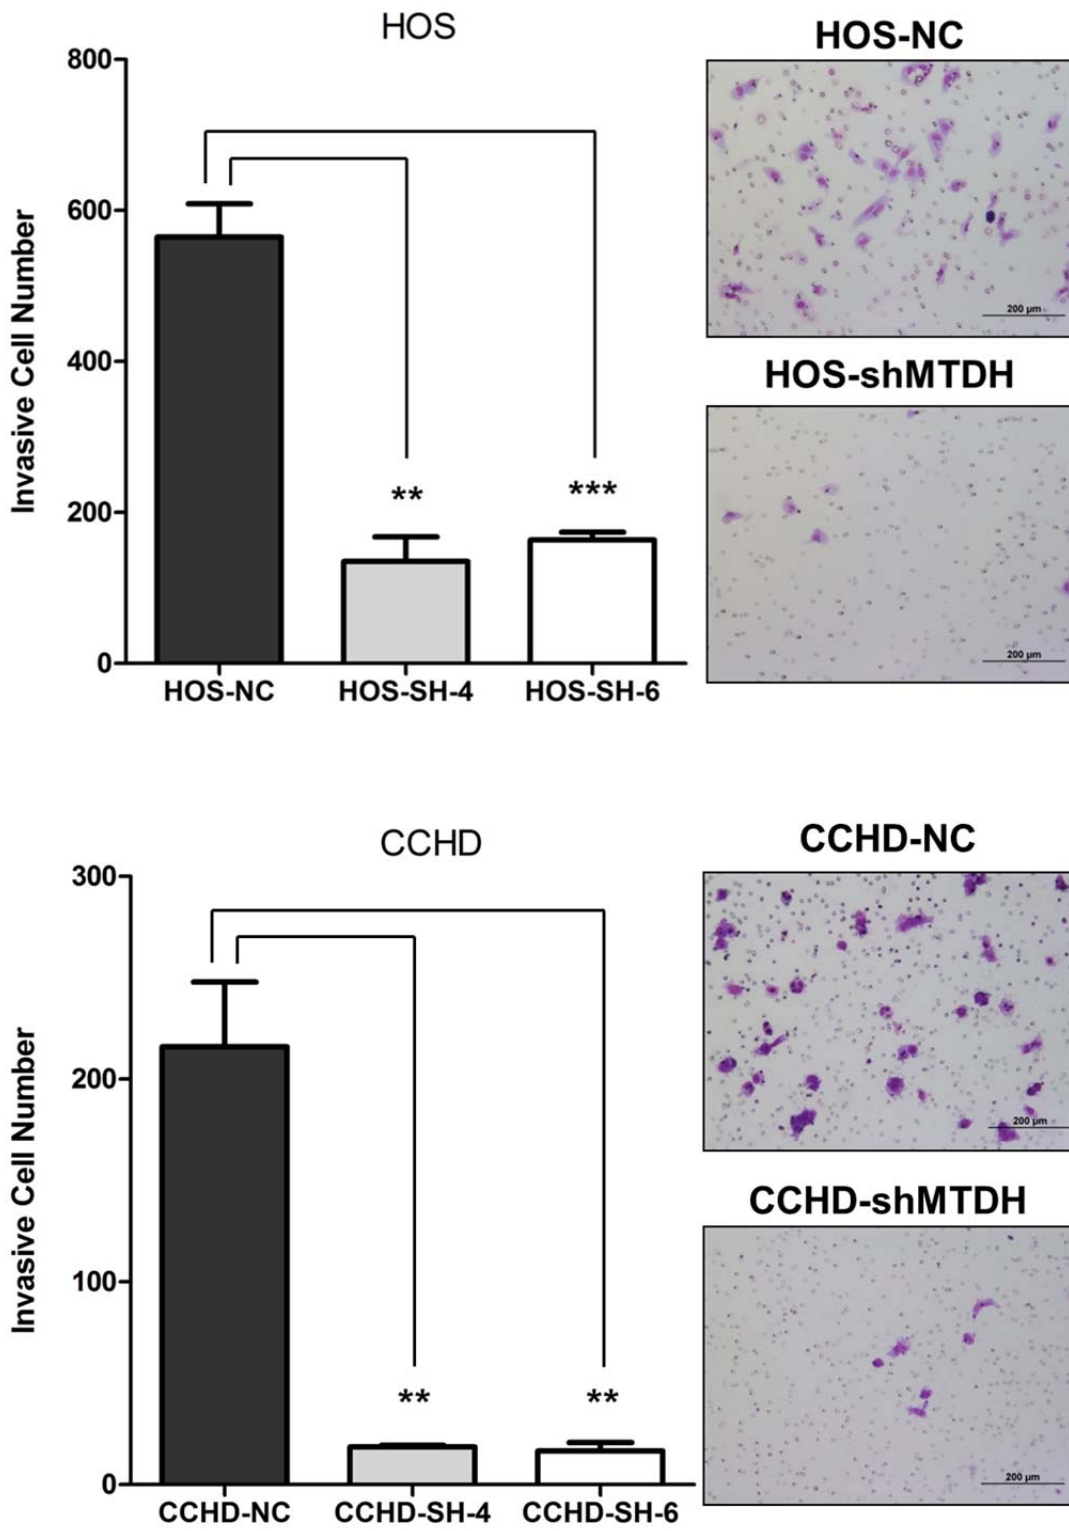 HOS
800
600
400
200
0
Invasive Cell Number
**
***
HOS-NC
HOS-SH-4
HOS-SH-6
HOS-NC
200 µm
HOS-shMTDH
200 µm
CCHD
300
200
100
0
Invasive Cell Number
**
**
CCHD-NC
CCHD-SH-4
CCHD-SH-6
CCHD-NC
200 µm
CCHD-shMTDH
200 µm